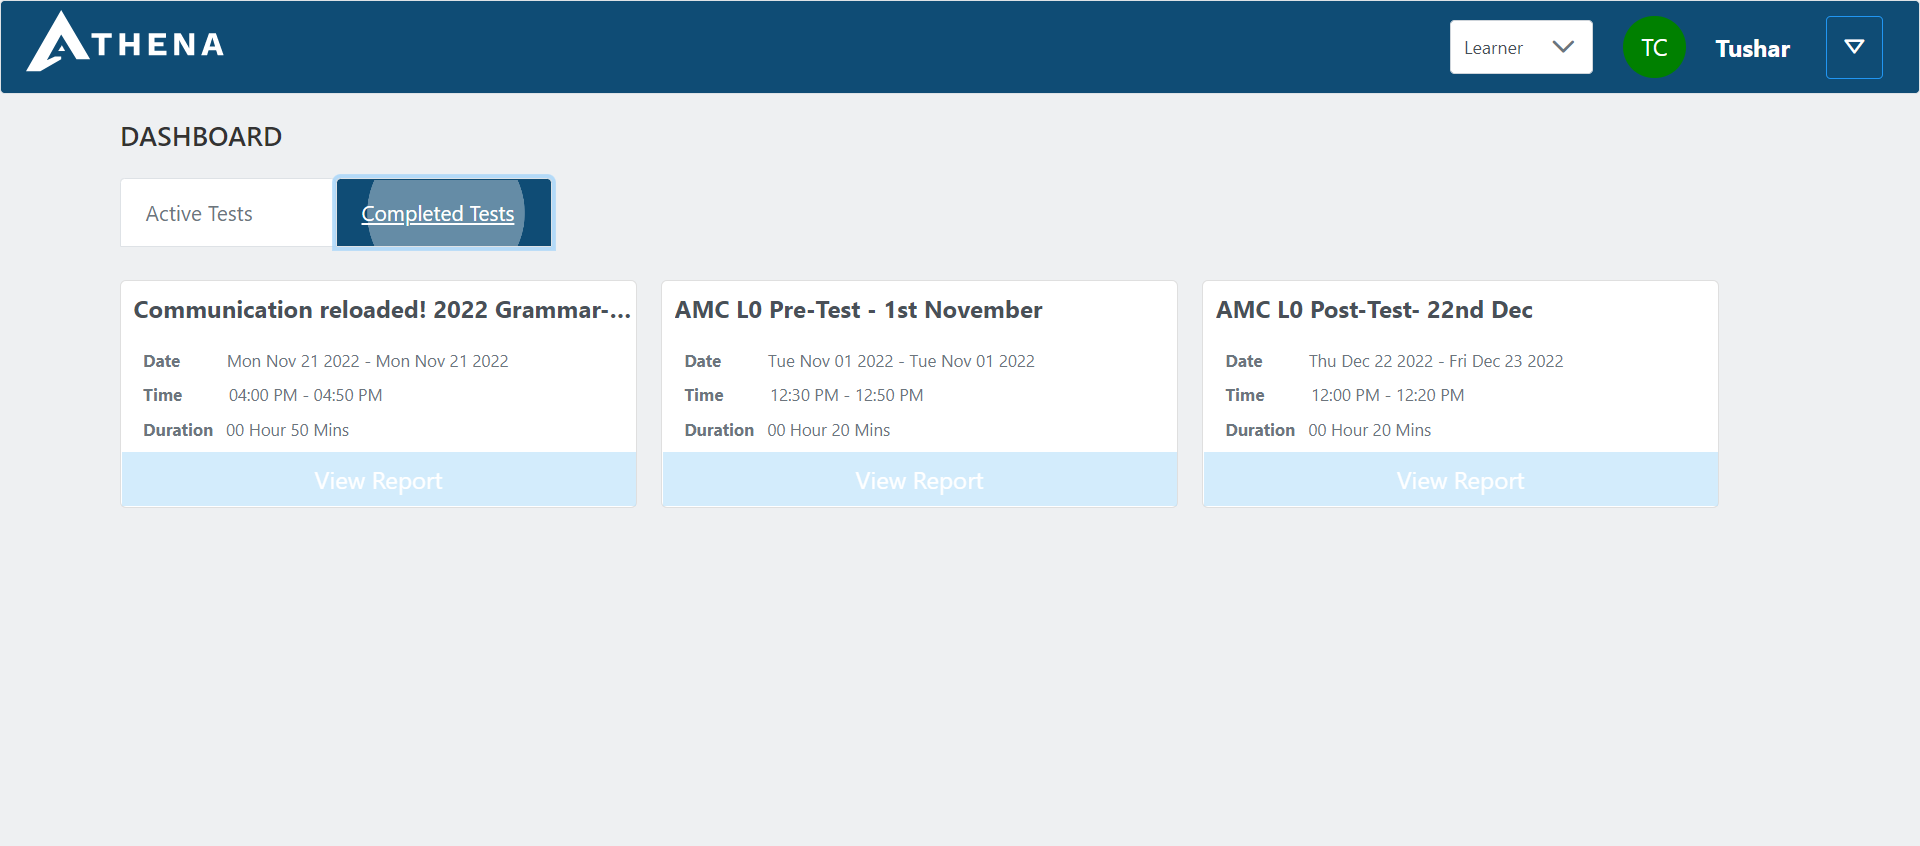 ATHENA
Learner
TC
Tushar
DASHBOARD
Active Tests
Completed Tests
Communication reloaded! 2022 Grammar-...
Date Mon Nov 21 2022 - Mon Nov 21 2022
Time 04:00 PM - 04:50 PM
Duration 00 Hour 50 Mins
View Report
AMC L0 Pre-Test - 1st November
Date Tue Nov 01 2022 - Tue Nov 01 2022
Time 12:30 PM - 12:50 PM
Duration 00 Hour 20 Mins
View Report
AMC L0 Post-Test- 22nd Dec
Date Thu Dec 22 2022 - Fri Dec 23 2022
Time 12:00 PM - 12:20 PM
Duration 00 Hour 20 Mins
View Report